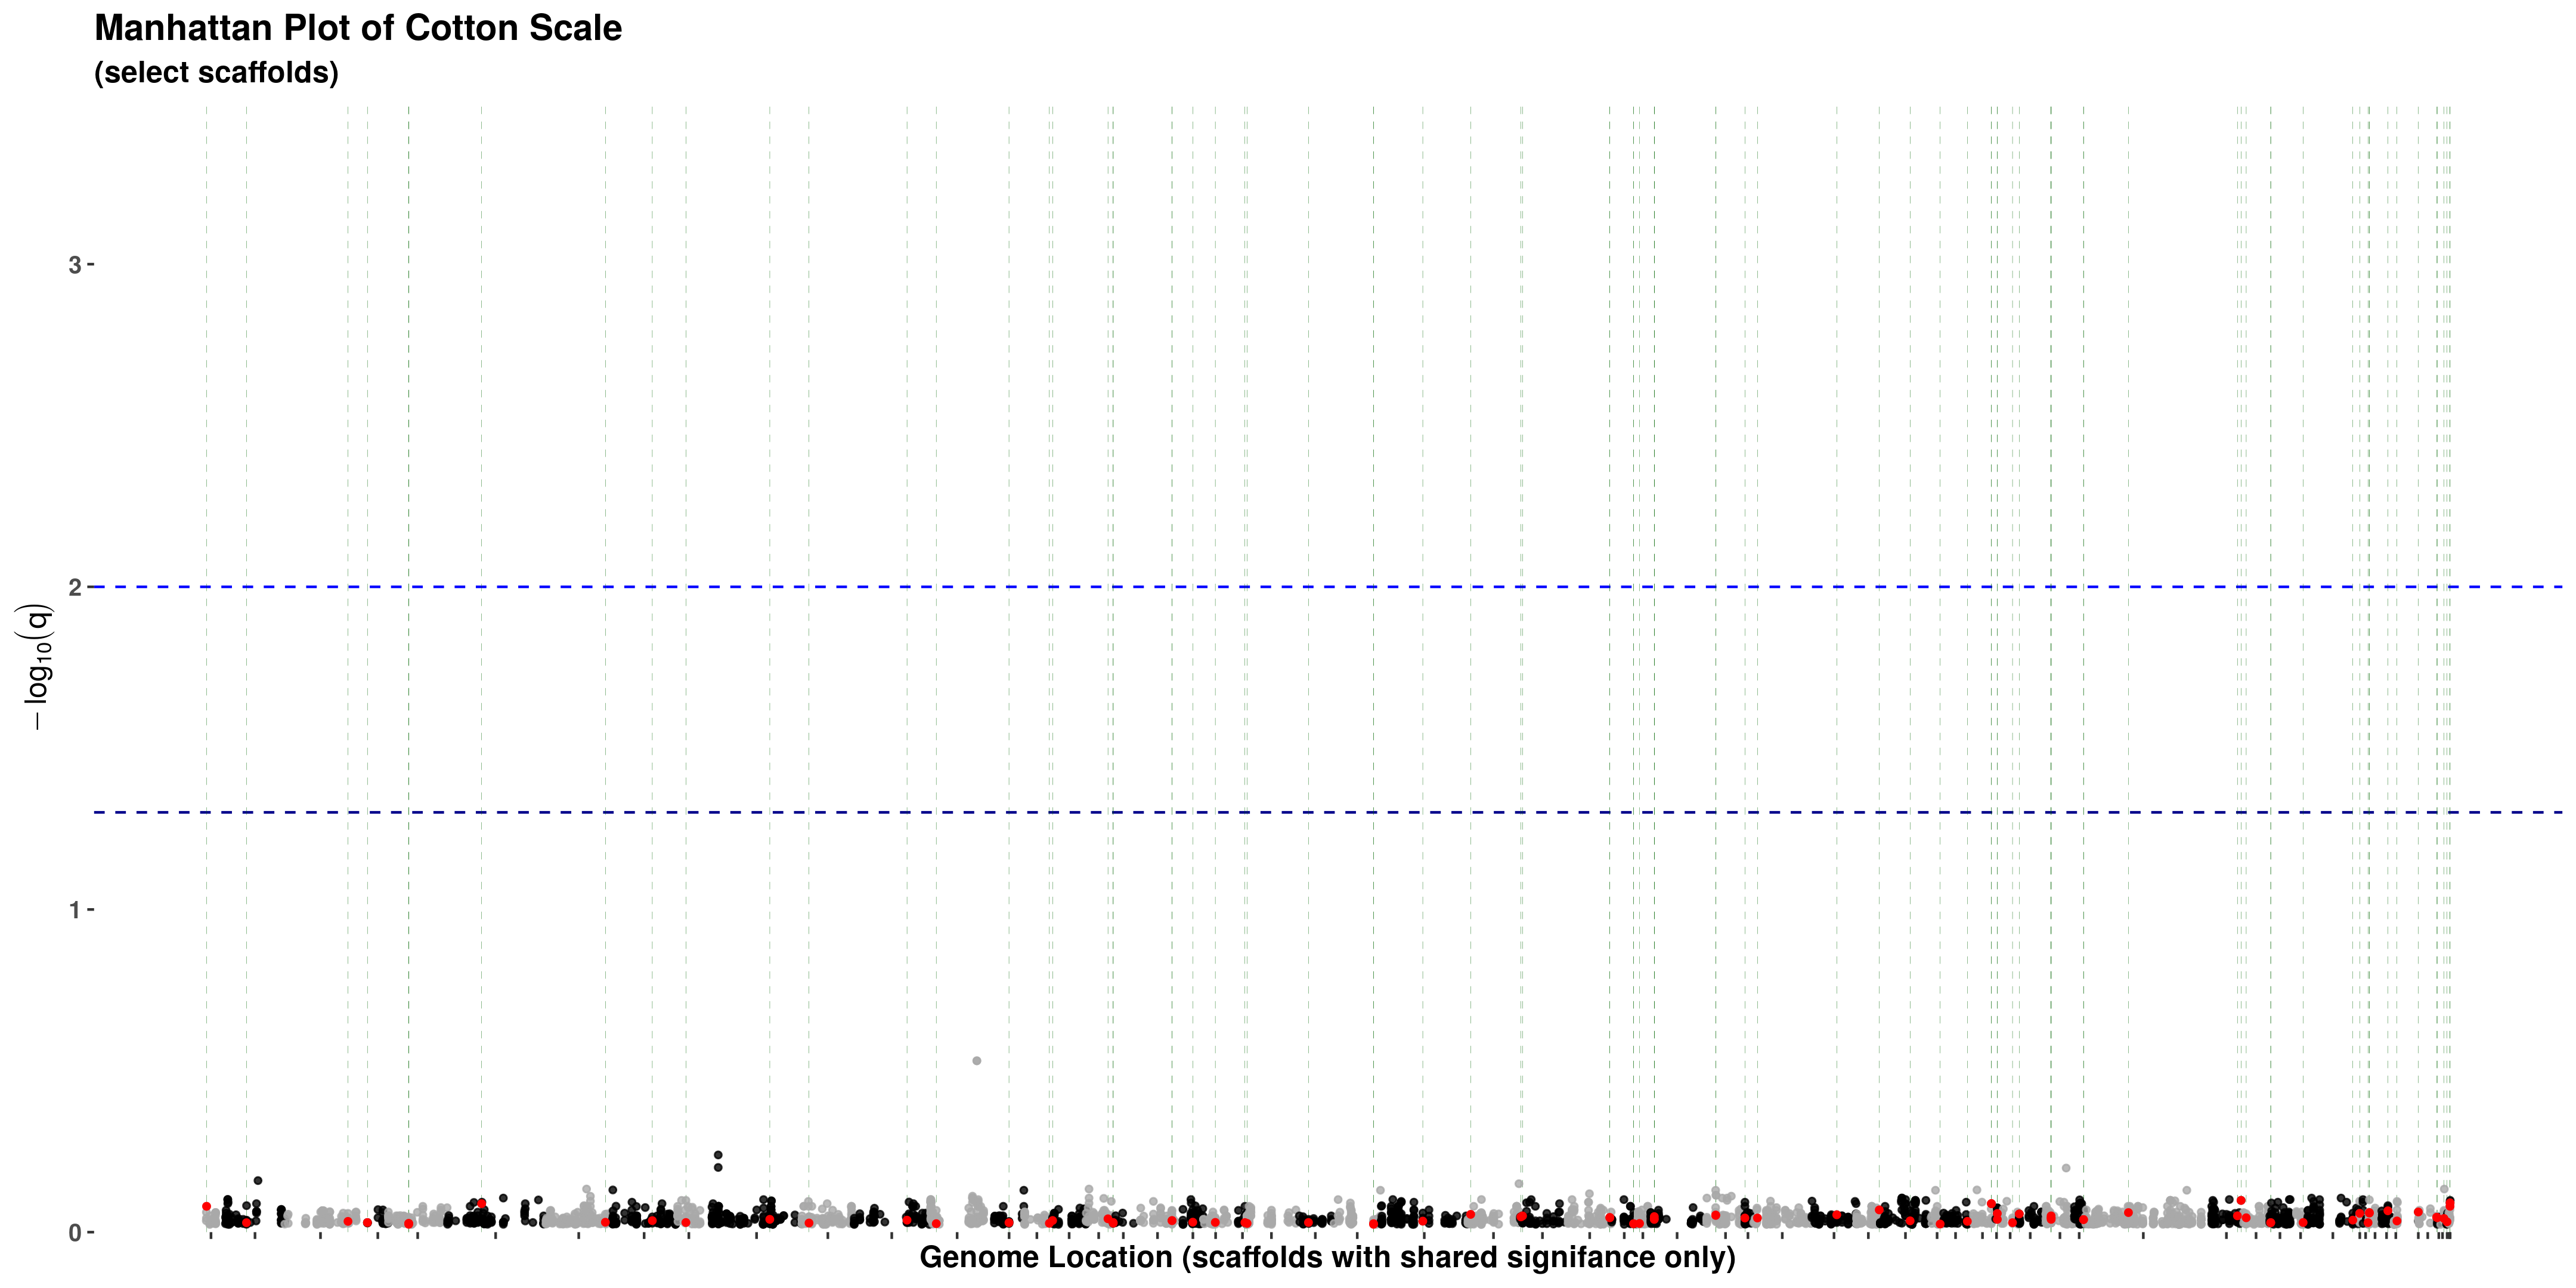 Manhattan Plot of Cotton Scale
(select scaffolds)
3
2
1
0
−log10(q)
Genome Location (scaffolds with shared signifance only)